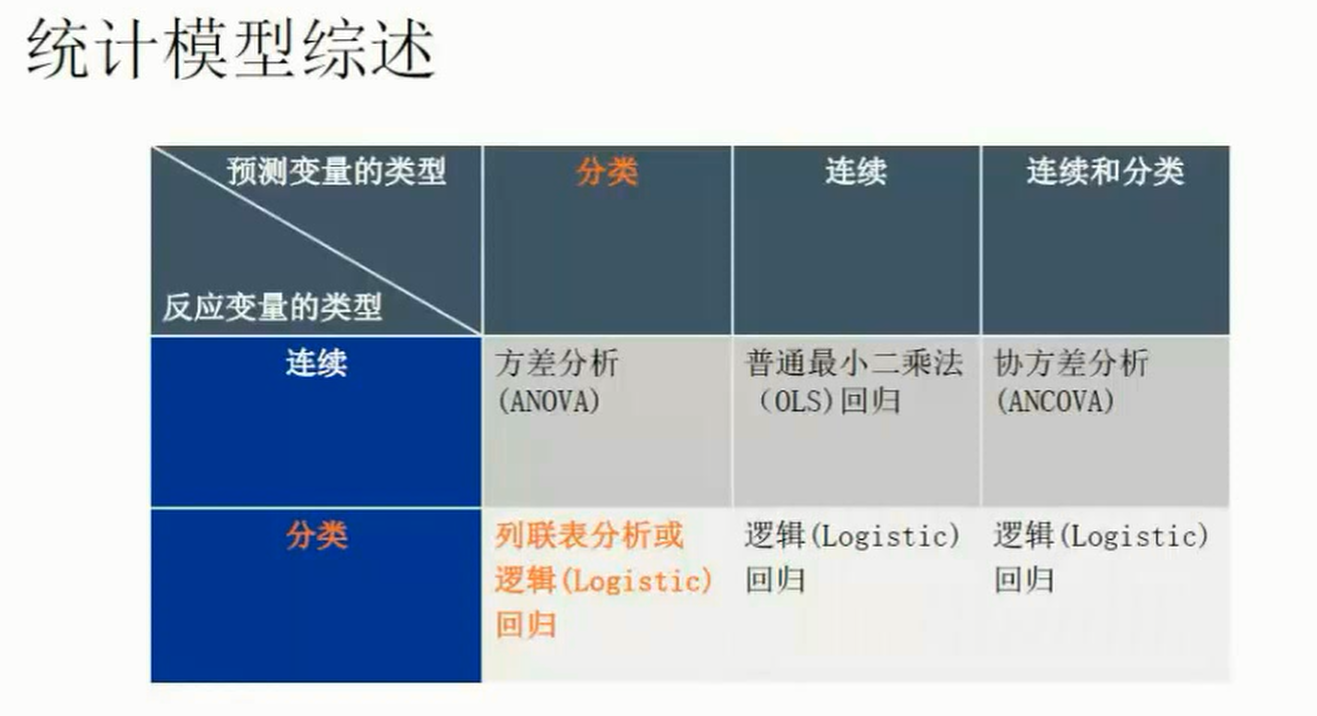 统计模型综述
预测变量的类型
反应变量的类型
分类
连续
连续和分类
连续
方差分析
(ANOVA)
普通最小二乘法
（OLS)回归
协方差分析
(ANCOVA)
分类
列联表分析或
逻辑(Logistic)
回归
逻辑(Logistic)
回归
逻辑(Logistic)
回归